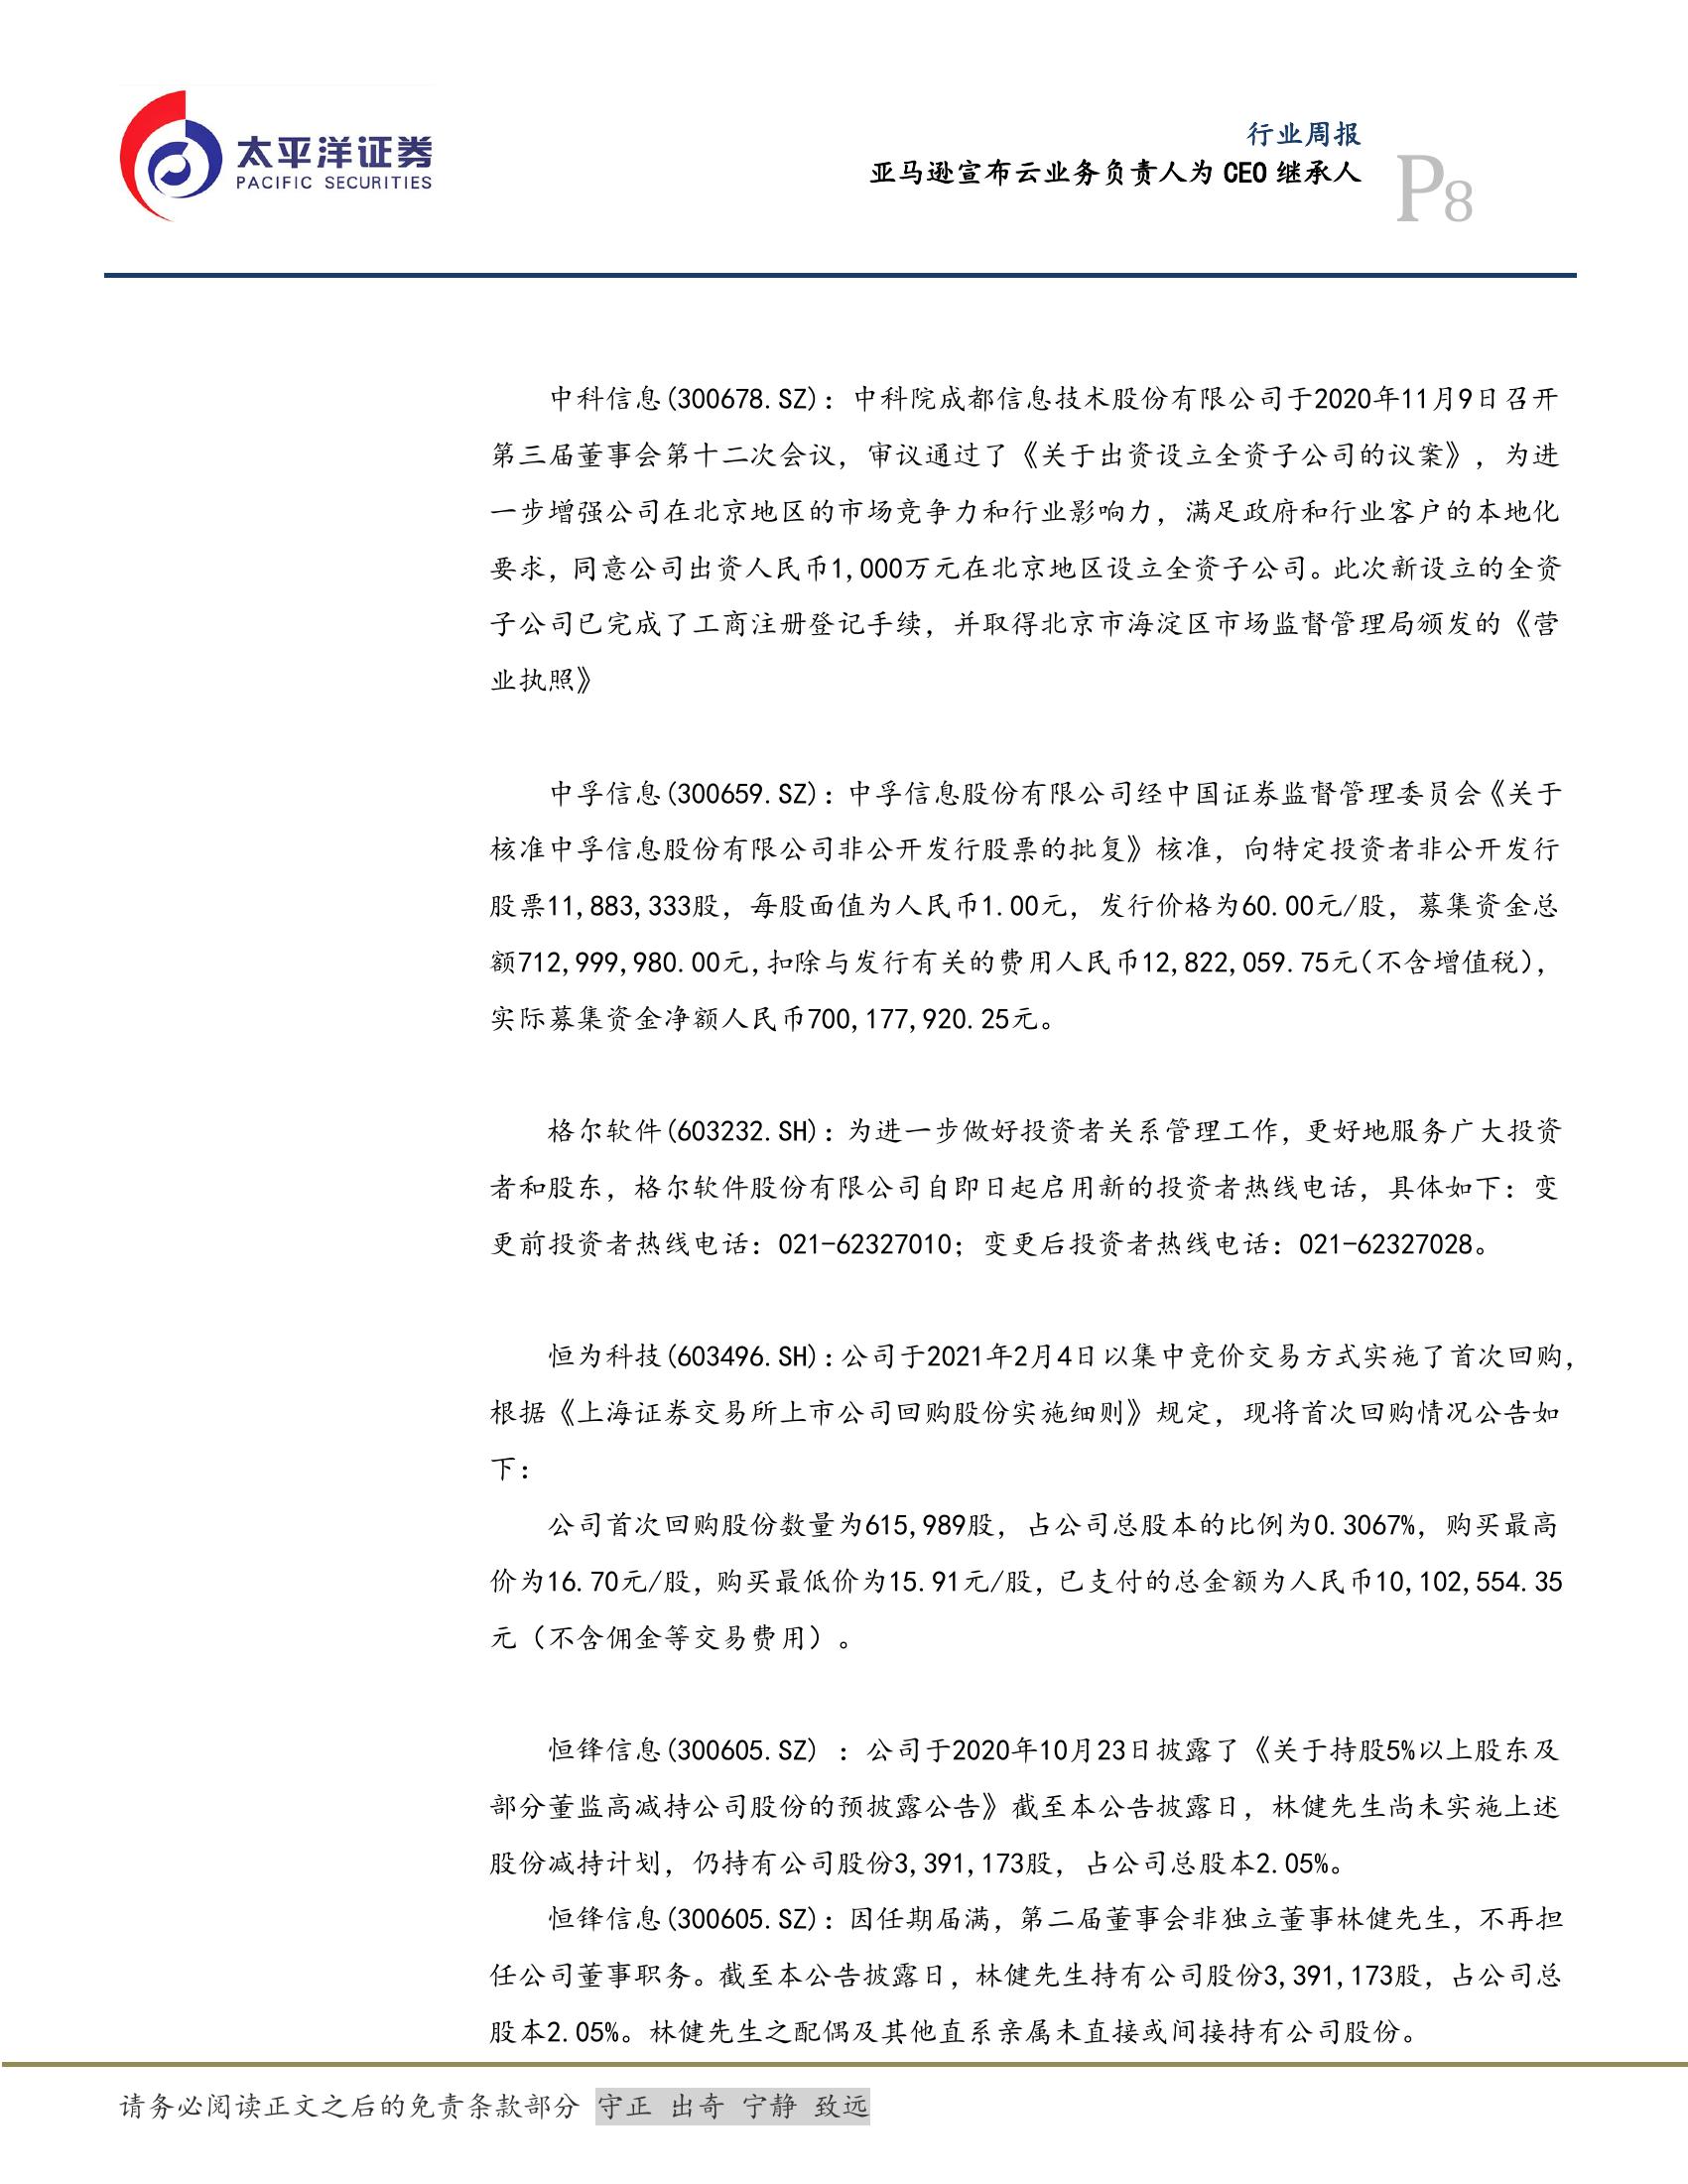 太平洋证券
PACIFIC SECURITIES
行业周报
亚马逊宣布云业务负责人为 CEO 继承人
P8
中科信息(300678.SZ)：中科院成都信息技术股份有限公司于2020年11月9日召开
第三届董事会第十二次会议，审议通过了《关于出资设立全资子公司的议案》，为进
一步增强公司在北京地区的市场竞争力和行业影响力，满足政府和行业客户的本地化
要求，同意公司出资人民币1,000万元在北京地区设立全资子公司。此次新设立的全资
子公司已完成了工商注册登记手续，并取得北京市海淀区市场监督管理局颁发的《营
业执照》
中孚信息(300659.SZ)：中孚信息股份有限公司经中国证券监督管理委员会《关于
核准中孚信息股份有限公司非公开发行股票的批复》核准，向特定投资者非公开发行
股票11,883,333股，每股面值为人民币1.00元，发行价格为60.00元/股，募集资金总
额712,999,980.00元,扣除与发行有关的费用人民币12,822,059.75元（不含增值税），
实际募集资金净额人民币700,177,920.25元。
格尔软件(603232.SH)：为进一步做好投资者关系管理工作，更好地服务广大投资
者和股东，格尔软件股份有限公司自即日起启用新的投资者热线电话，具体如下：变
更前投资者热线电话：021-62327010；变更后投资者热线电话：021-62327028。
恒为科技(603496.SH)：公司于2021年2月4日以集中竞价交易方式实施了首次回购，
根据《上海证券交易所上市公司回购股份实施细则》规定，现将首次回购情况公告如
下：
公司首次回购股份数量为615,989股，占公司总股本的比例为0.3067%，购买最高
价为16.70元/股，购买最低价为15.91元/股，已支付的总金额为人民币10,102,554.35
元（不含佣金等交易费用）。
恒锋信息(300605.SZ) ：公司于2020年10月23日披露了《关于持股5%以上股东及
部分董监高减持公司股份的预披露公告》截至本公告披露日，林健先生尚未实施上述
股份减持计划，仍持有公司股份3,391,173股，占公司总股本2.05%。
恒锋信息(300605.SZ)：因任期届满，第二届董事会非独立董事林健先生，不再担
任公司董事职务。截至本公告披露日，林健先生持有公司股份3,391,173股，占公司总
股本2.05%。林健先生之配偶及其他直系亲属未直接或间接持有公司股份。
请务必阅读正文之后的免责条款部分 守正 出奇 宁静 致远